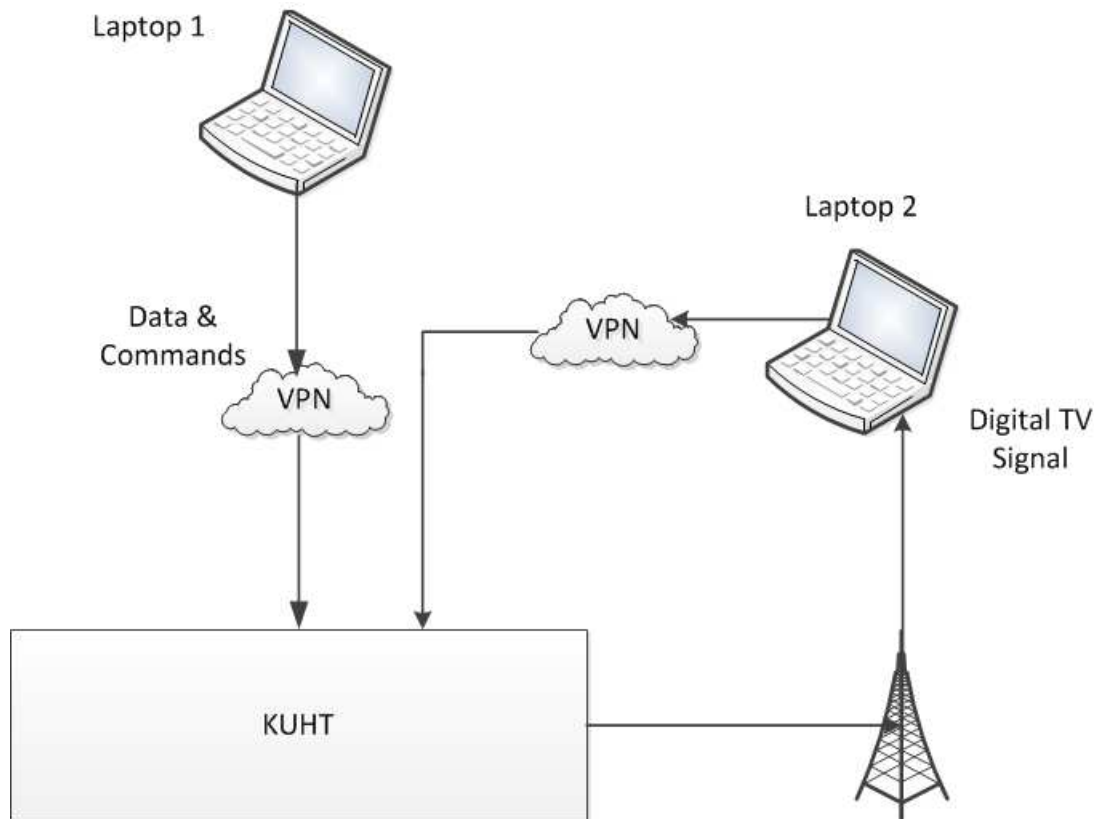 Laptop 1
Laptop 2
Data &
Commands
VPN
VPN
Digital TV
Signal
KUHT